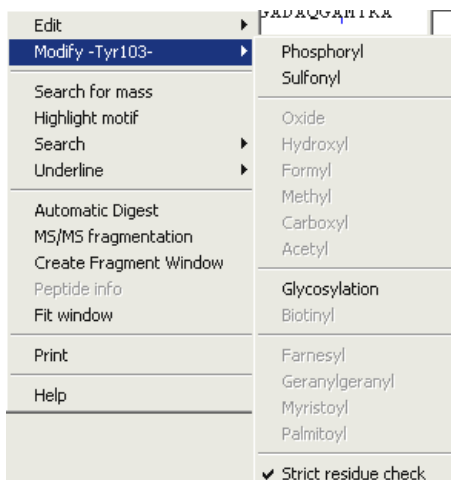 GADAQGAMTKA
Edit
Modify -Tyr103-
Search for mass
Highlight motif
Search
Underline
Automatic Digest
MS/MS fragmentation
Create Fragment Window
Peptide info
Fit window
Print
Help
Phosphoryl
Sulfonyl
Oxide
Hydroxyl
Formyl
Methyl
Carboxyl
Acetyl
Glycosylation
Biotinyl
Farnesyl
Geranylgeranyl
Myristoyl
Palmitoyl
✓ Strict residue check